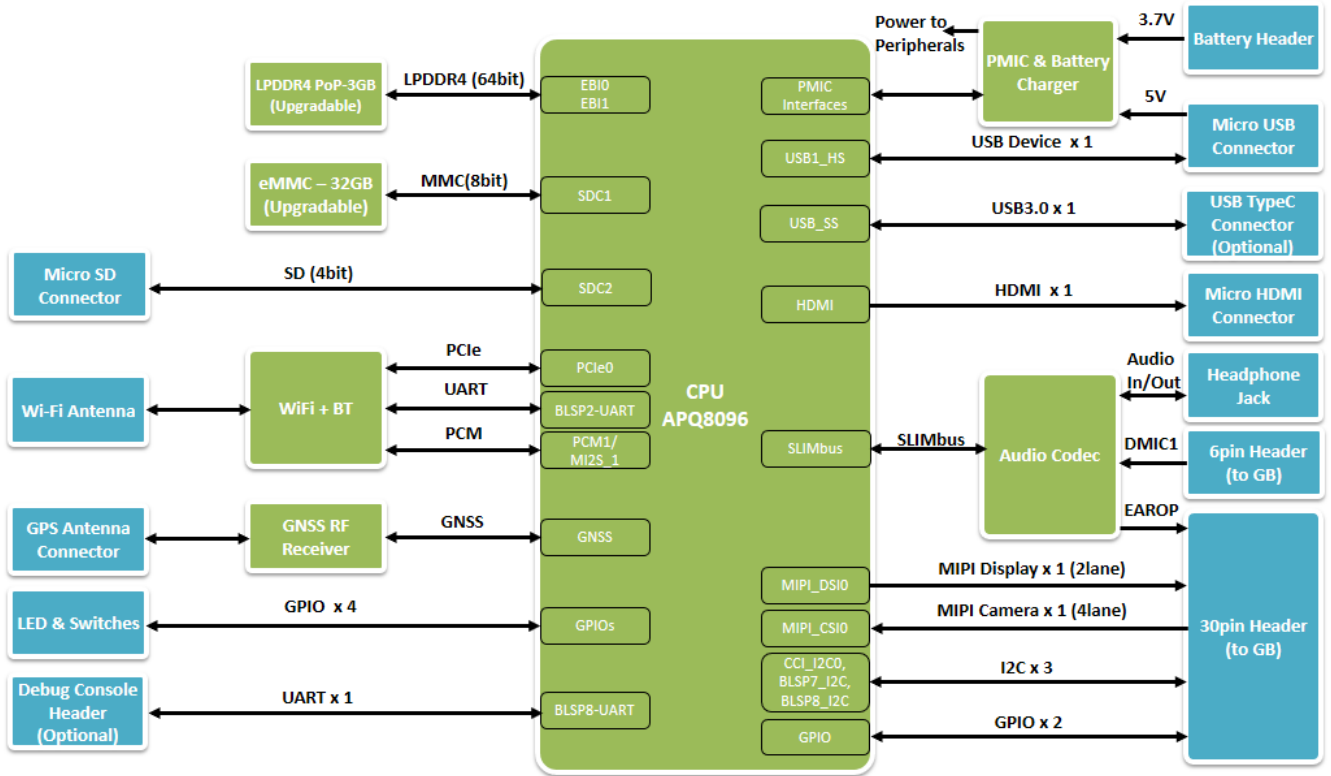 LPDDR4 PoP-3GB
(Upgradable)
LPDDR4 (64bit)
EBI0
EBI1
eMMC – 32GB
(Upgradable)
MMC(8bit)
SDC1
Micro SD
Connector
SD (4bit)
SDC2
Wi-Fi Antenna
WiFi + BT
PCIe
PCIe0
UART
BLSP2-UART
PCM
PCM1/
MI2S_1
GPS Antenna
Connector
GNSS RF
Receiver
GNSS
GNSS
LED & Switches
GPIO x 4
GPIOs
Debug Console
Header
(Optional)
UART x 1
BLSP8-UART
CPU
APQ8096
PMIC
Interfaces
Power to
Peripherals
PMIC & Battery
Charger
3.7V
Battery Header
5V
Micro USB
Connector
USB1_HS
USB Device x 1
USB_SS
USB3.0 x 1
USB TypeC
Connector
(Optional)
HDMI
HDMI x 1
Micro HDMI
Connector
SLIMbus
SLIMbus
Audio Codec
Audio
In/Out
Headphone
Jack
DMIC1
6pin Header
(to GB)
EAROP
MIPI_DSI0
MIPI Display x 1 (2lane)
MIPI_CSI0
MIPI Camera x 1 (4lane)
CCI_I2C0,
BLSP7_I2C,
BLSP8_I2C
I2C x 3
GPIO
GPIO x 2
30pin Header
(to GB)